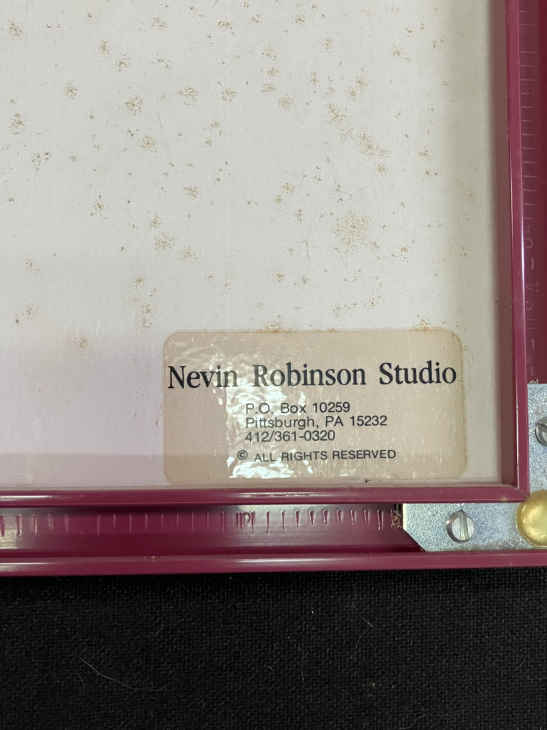 Nevin Robinson Studio
P.O. Box 10259
Pittsburgh, PA 15232
412/361-0320
© ALL RIGHTS RESERVED